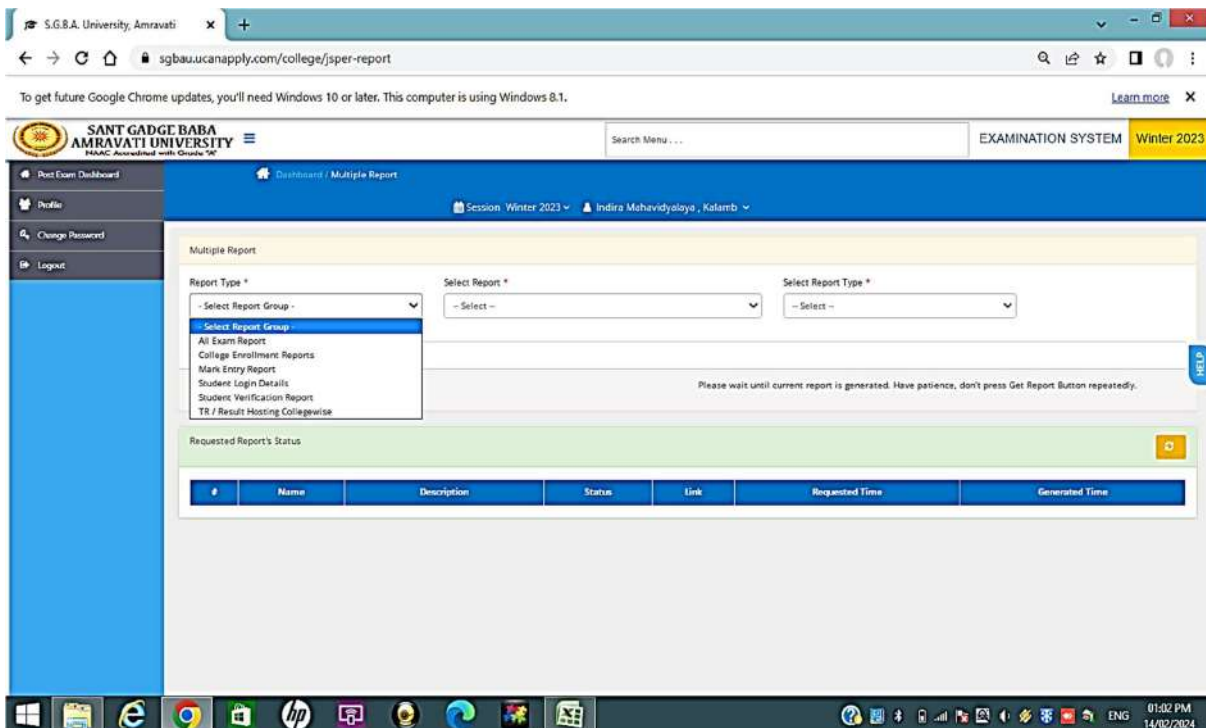 S.G.B.A. University, Amravati
sgbau.ucanapply.com/college/jsper-report
To get future Google Chrome updates, you'll need Windows 10 or later. This computer is using Windows 8.1.
Learn more
SANT GADGE BABA
AMRAVATI UNIVERSITY
NAAC Accredited with Grade "A"
Search Menu . . .
EXAMINATION SYSTEM
Winter 2023
Post Exam Dashboard
Profile
Change Password
Logout
Dashboard / Multiple Report
Session Winter 2023
Indira Mahavidyalaya , Kalamb
Multiple Report
Report Type *
Select Report *
Select Report Type *
- Select Report Group -
-- Select --
-- Select --
- Select Report Group -
All Exam Report
College Enrollment Reports
Mark Entry Report
Student Login Details
Student Verification Report
TR / Result Hosting Collegewise
Please wait until current report is generated. Have patience, don't press Get Report Button repeatedly.
HELP
Requested Report's Status
# Name Description Status Link Requested Time Generated Time
hp
ENG
01:02 PM
14/02/2024